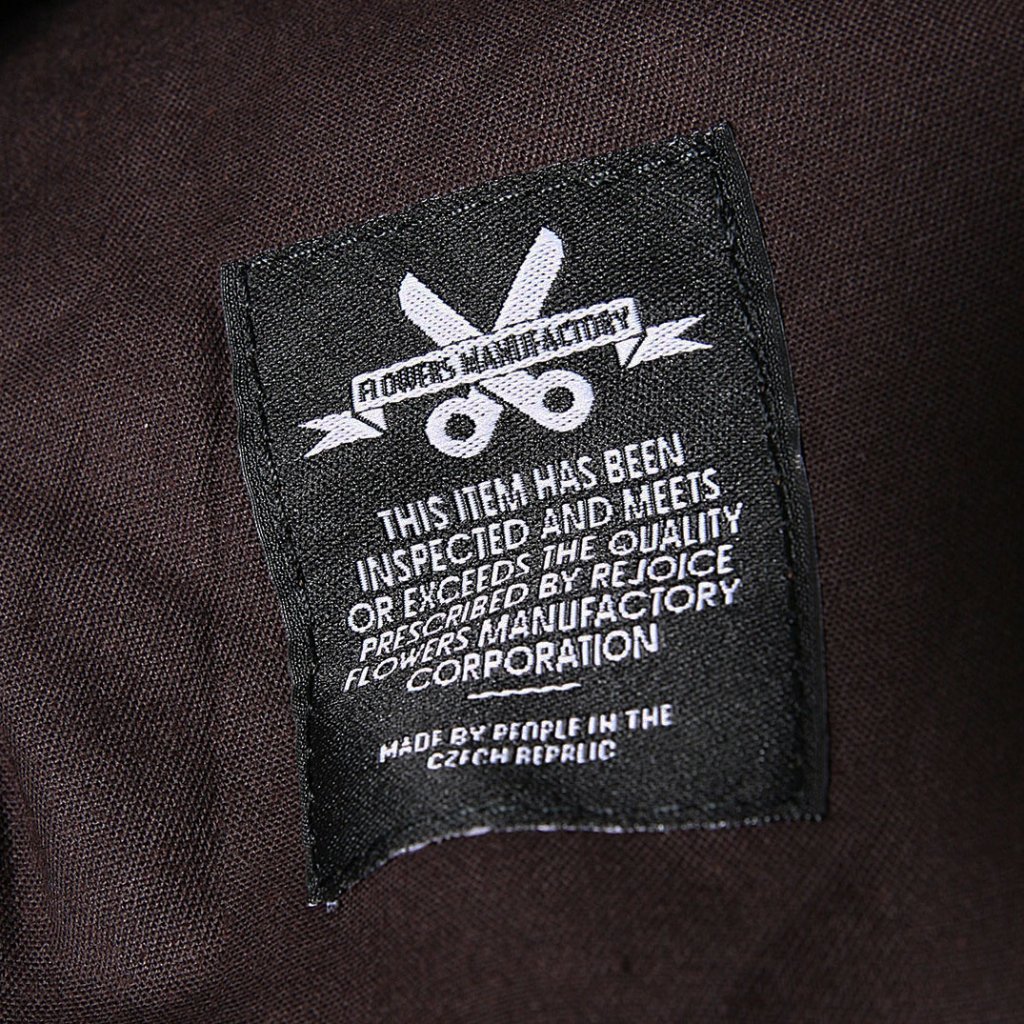 FLOWERS MANUFACTORY
THIS ITEM HAS BEEN
INSPECTED AND MEETS
OR EXCEEDS THE QUALITY
PRESCRIBED BY REJOICE
FLOWERS MANUFACTORY
CORPORATION
MADE BY PEOPLE IN THE
CZECH REPBLIC